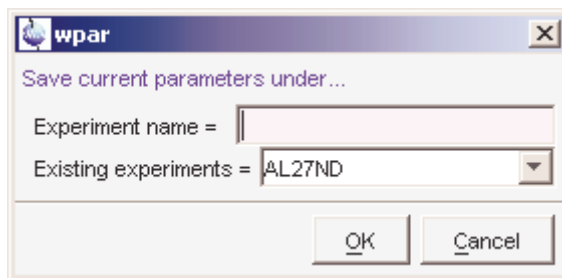 wpar
Save current parameters under...
Experiment name =
Existing experiments = AL27ND
OK Cancel